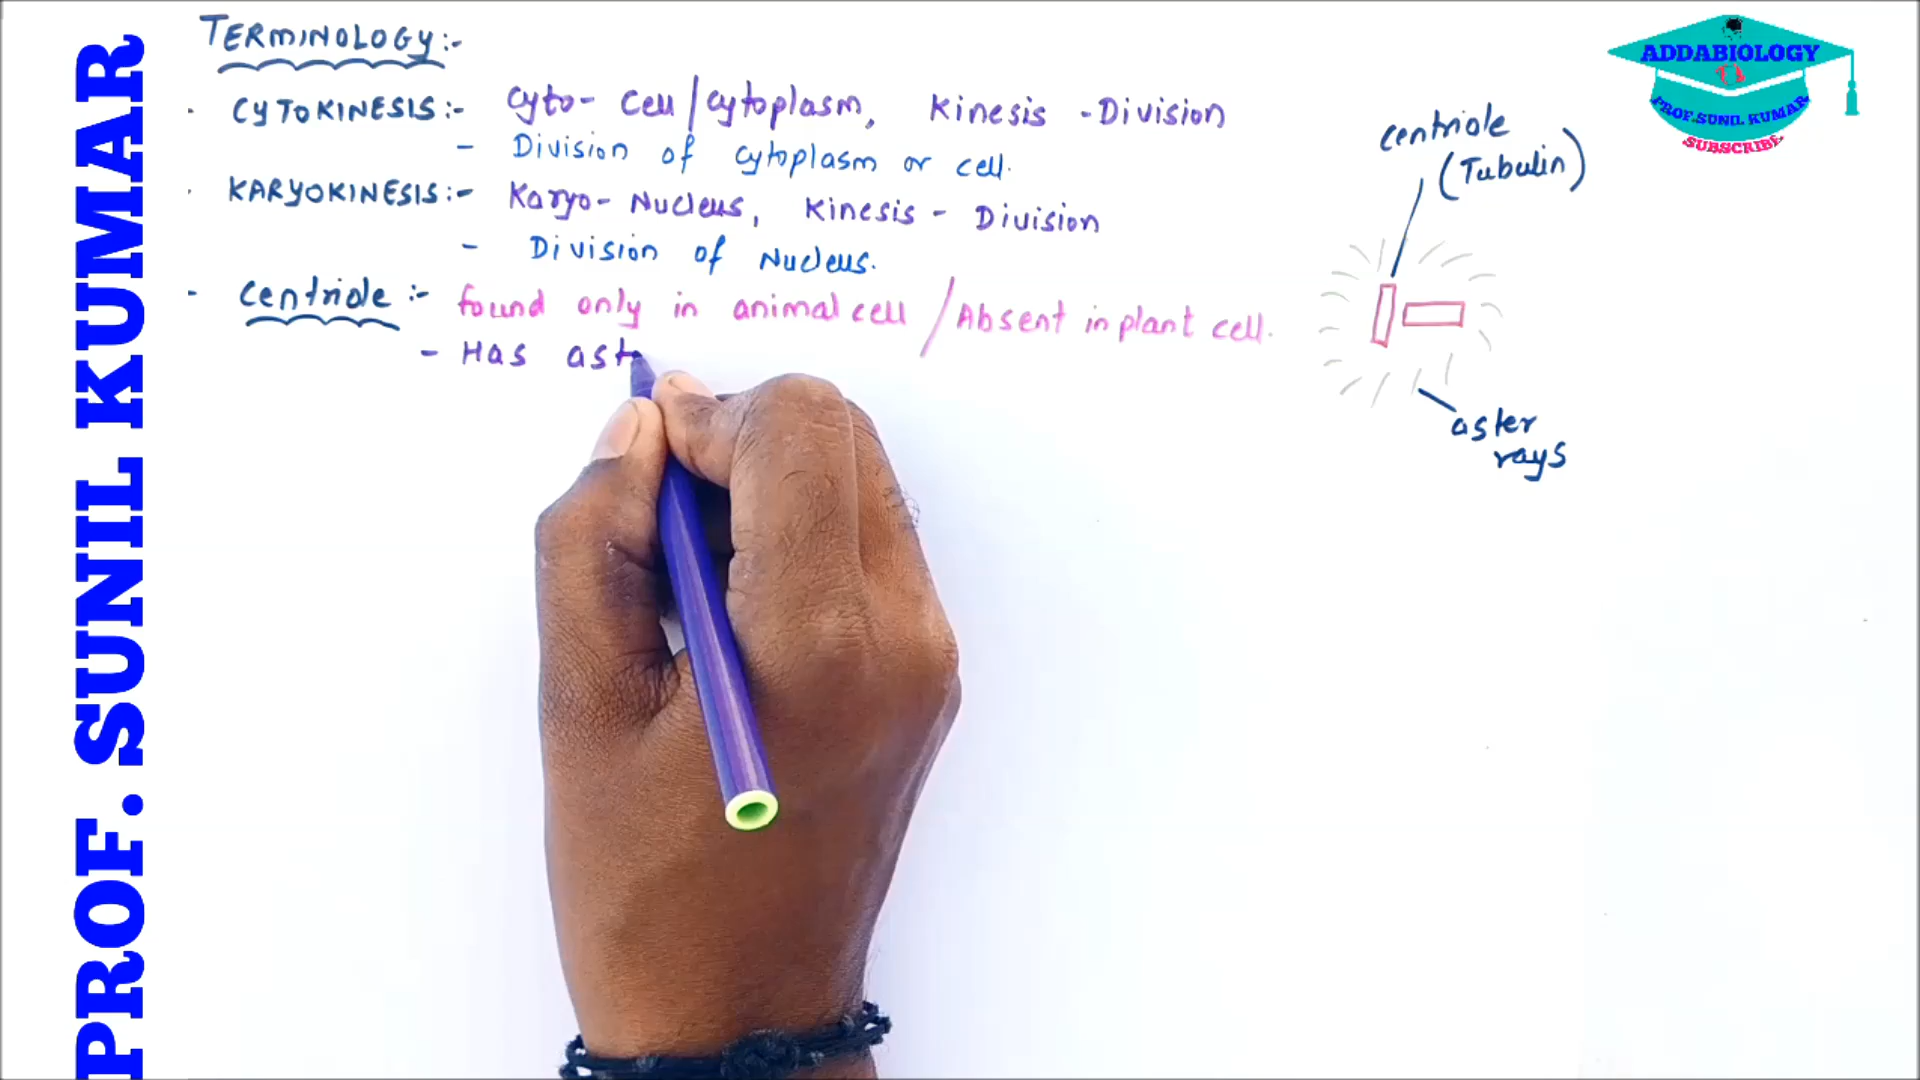 PROF. SUNIL KUMAR
TERMINOLOGY:-
· CYTOKINESIS:- Cyto- Cell/Cytoplasm, Kinesis -Division
- Division of cytoplasm or cell.
· KARYOKINESIS:- Karyo- Nucleus, Kinesis - Division
- Division of Nucleus.
· Centriole :- found only in animal cell / Absent in plant cell.
- Has ast
centriole
(Tubulin)
aster
rays
ADDABIOLOGY
PROF.SUNIL KUMAR
SUBSCRIBE